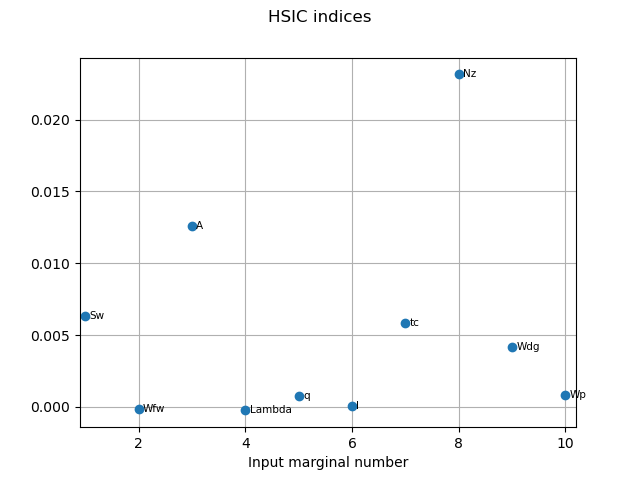 HSIC indices
0.020
0.015
0.010
0.005
0.000
Nz
A
Sw
tc
Wdg
Wfw
Lambda
q
l
Wp
2
4
6
8
10
Input marginal number